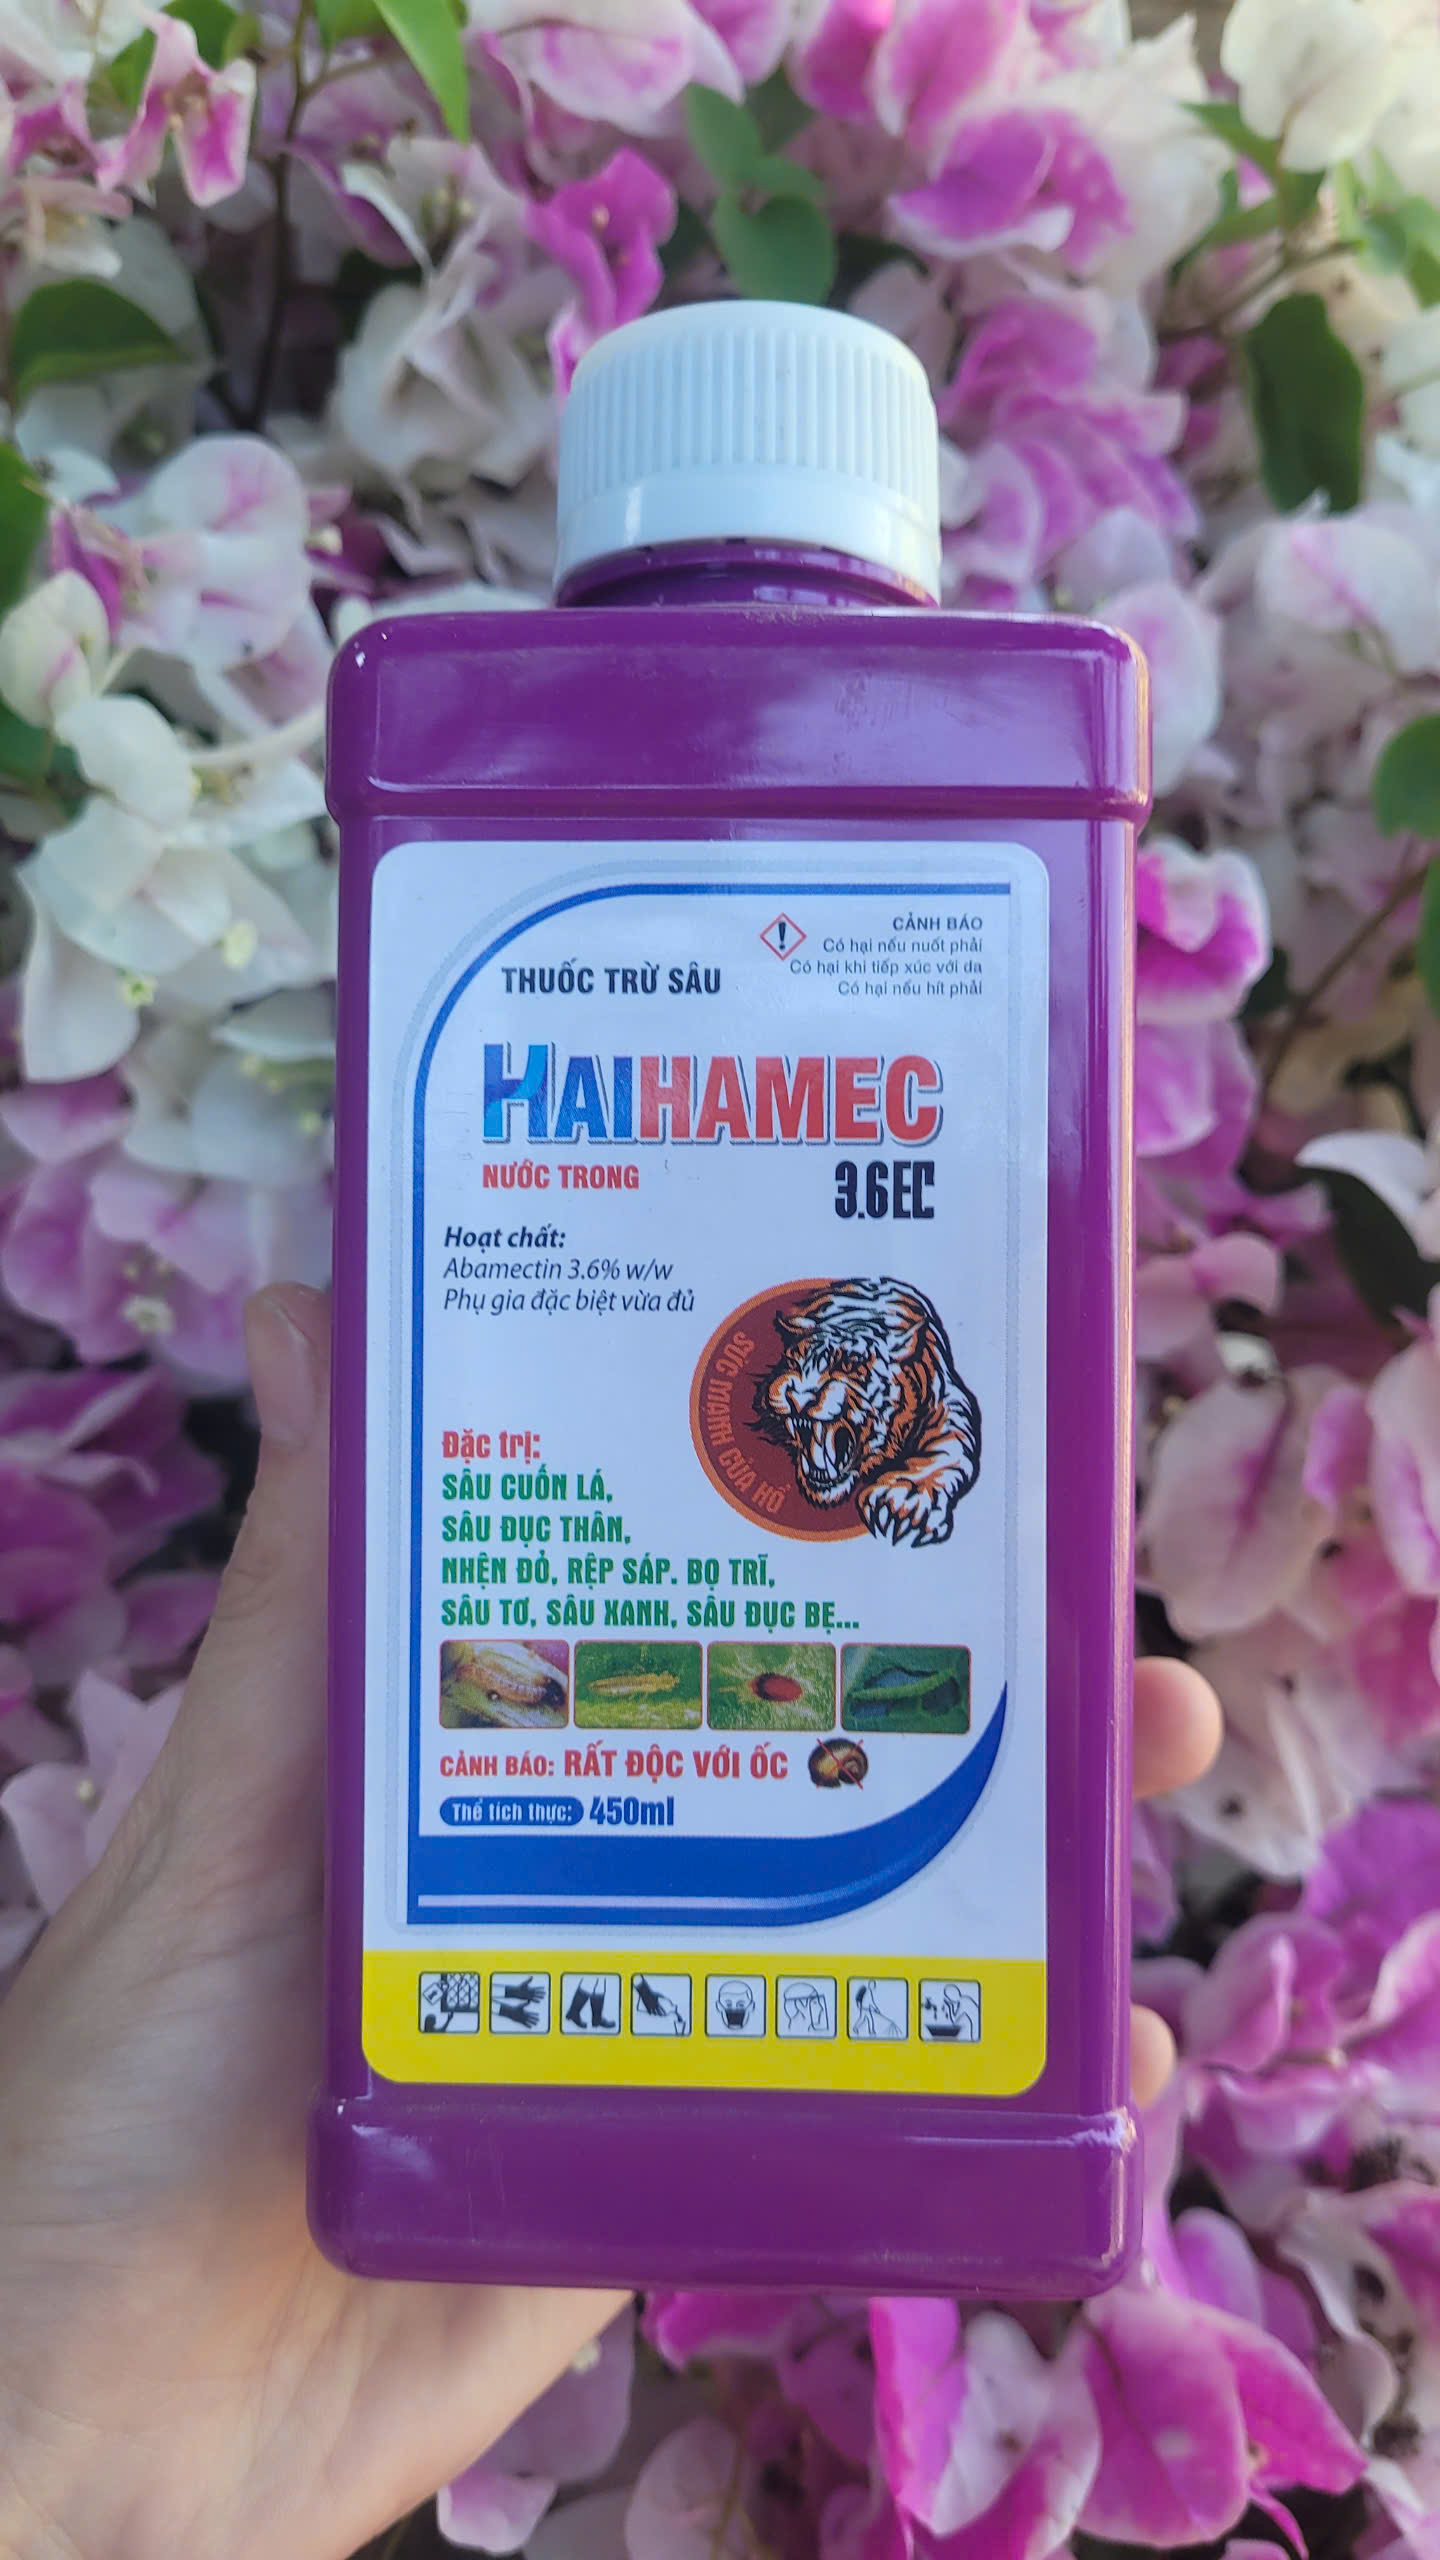 CẢNH BÁO
Có hại nếu nuốt phải
Có hại khi tiếp xúc với da
Có hại nếu hít phải
THUỐC TRỪ SÂU
HAIHAMEC
NƯỚC TRONG
3.6EC
Hoạt chất:
Abamectin 3.6% w/w
Phụ gia đặc biệt vừa đủ
SỨC MẠNH CỦA HỔ
Đặc trị:
SÂU CUỐN LÁ,
SÂU ĐỤC THÂN,
NHỆN ĐỎ, RỆP SÁP. BỌ TRĨ,
SÂU TƠ, SÂU XANH, SÂU ĐỤC BẸ...
CẢNH BÁO: RẤT ĐỘC VỚI ỐC
Thể tích thực: 450ml